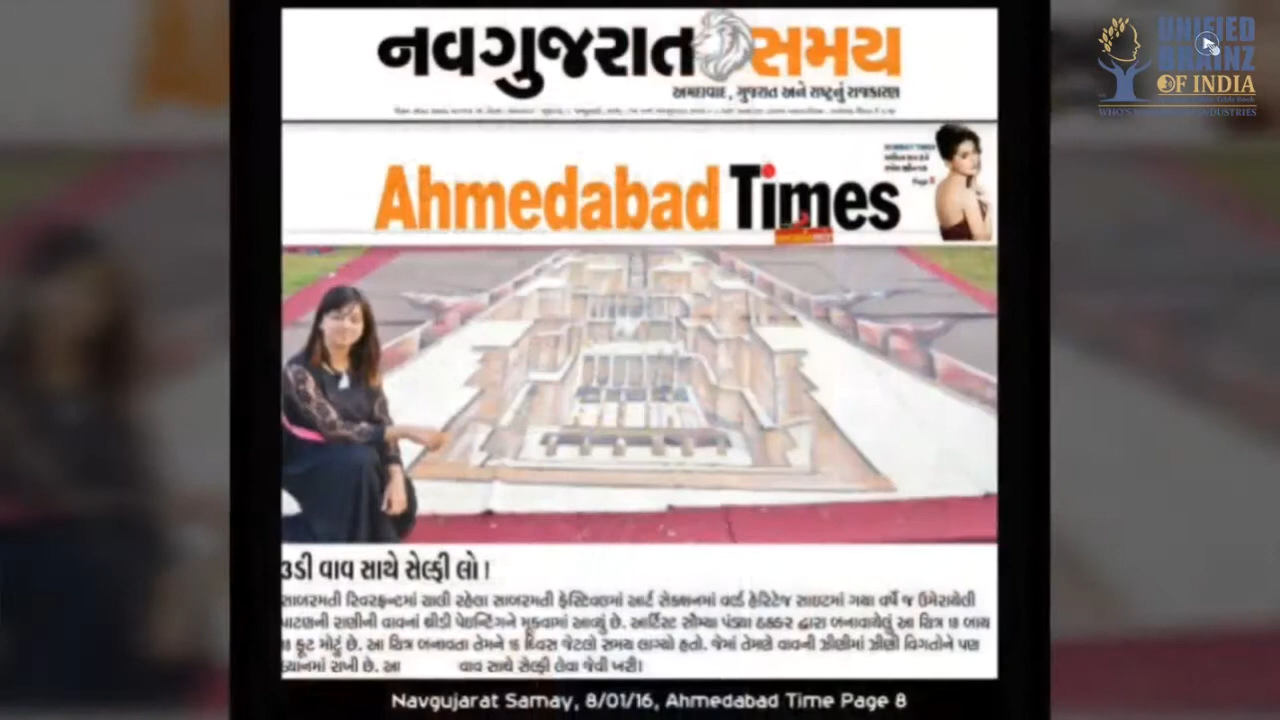 નવગુજરાત સમય
અમદાવાદ, ગુજરાત અને રાષ્ટ્રનું રાજકારણ
UNIFIED
BRAINZ
OF INDIA
Ahmedabad Times
Page
૩ડી વાવ સાથે સેલ્ફી લો !
સાબરમતી રિવરફ્રન્ટમાં ચાલી રહેલા સાબરમતી ફેસ્ટિવલમાં આર્ટ સેક્શનમાં વર્લ્ડ હેરિટેજ સાઇટમાં ગયા વર્ષે જ ઉમેરાયેલી
પાટણની રાણીની વાવનાં થ્રીડી પેઇન્ટિંગને મૂકવામાં આવ્યું છે. આર્ટિસ્ટ સૌમ્યા પંડ્યા ઠક્કર દ્વારા બનાવાયેલું આ ચિત્ર બાય
ફૂટ મોટું છે. આ ચિત્ર બનાવતા તેમને ૧૬ દિવસ જેટલો સમય લાગ્યો હતો. જેમાં તેમણે વાવની ઝીણીમાં ઝીણી વિગતોને પણ
ધ્યાનમાં રાખી છે. આ વાવ સાથે સેલ્ફી લેવા જેવી ખરી!
Navgujarat Samay, 8/01/16, Ahmedabad Time Page 8